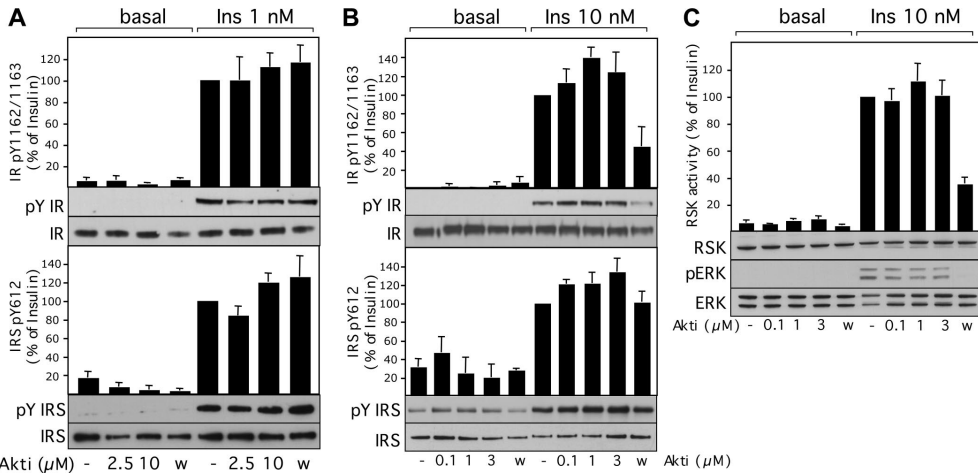 A
basal
Ins 1 nM
IR pY1162/1163
(% of Insulin)
120
100
80
60
40
20
pY IR
IR
IRS pY612
(% of Insulin)
140
120
100
80
60
40
20
pY IRS
IRS
Akti (µM)
- 2.5 10 w - 2.5 10 w
B
basal
Ins 10 nM
IR pY1162/1163
(% of Insulin)
140
120
100
80
60
40
20
pY IR
IR
IRS pY612
(% of Insulin)
140
120
100
80
60
40
20
pY IRS
IRS
Akti (µM)
- 0.1 1 3 w - 0.1 1 3 w
C
basal
Ins 10 nM
RSK activity (% of Insulin)
120
100
80
60
40
20
RSK
pERK
ERK
Akti (µM)
- 0.1 1 3 w - 0.1 1 3 w